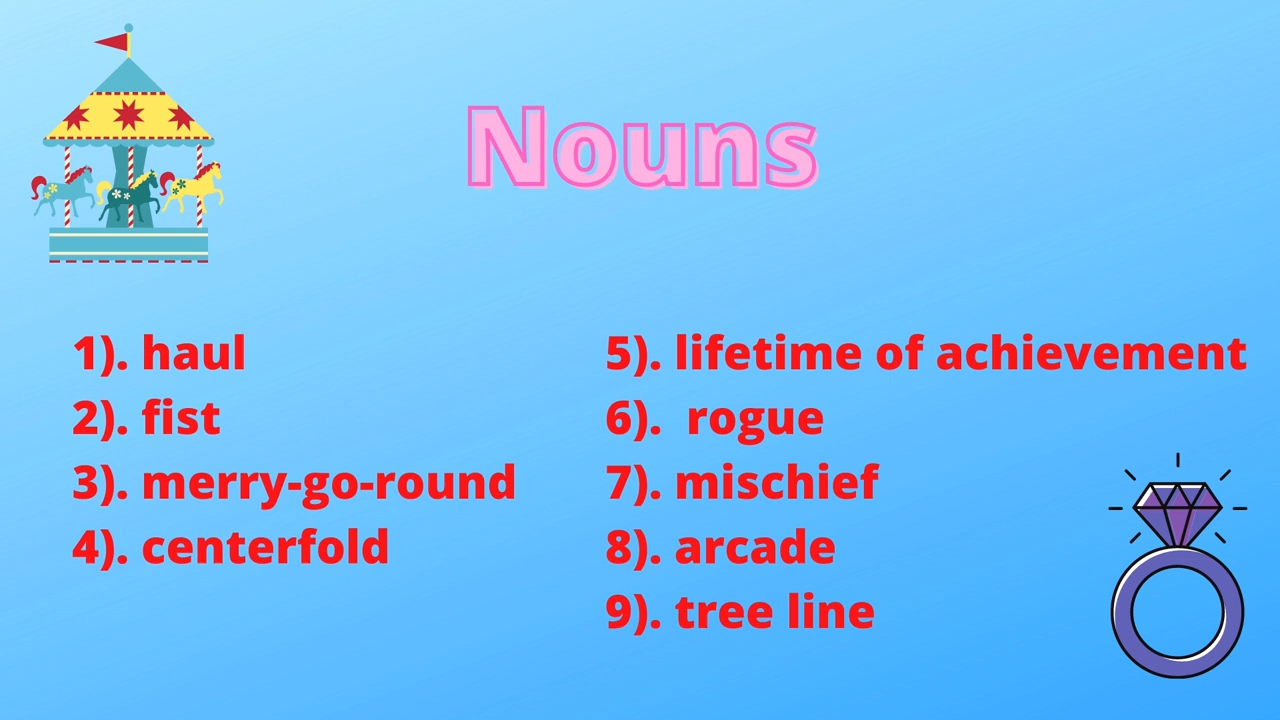 Nouns
1). haul
2). fist
3). merry-go-round
4). centerfold
5). lifetime of achievement
6).  rogue
7). mischief
8). arcade
9). tree line